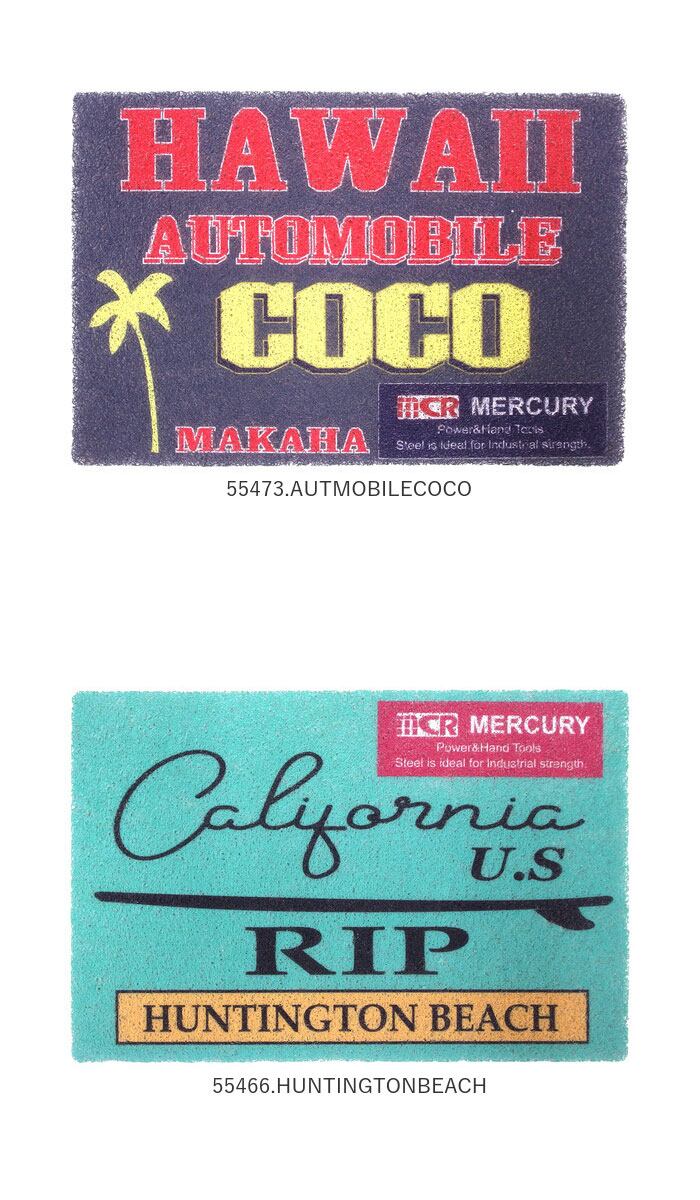 HAWAII
AUTOMOBILE
COCO
MAKAHA
MCR MERCURY
Power&Hand Tools
Steel is ideal for Industrial strength.
55473.AUTMOBILECOCO
MCR MERCURY
Power&Hand Tools
Steel is ideal for Industrial strength.
California
U.S
RIP
HUNTINGTON BEACH
55466.HUNTINGTONBEACH